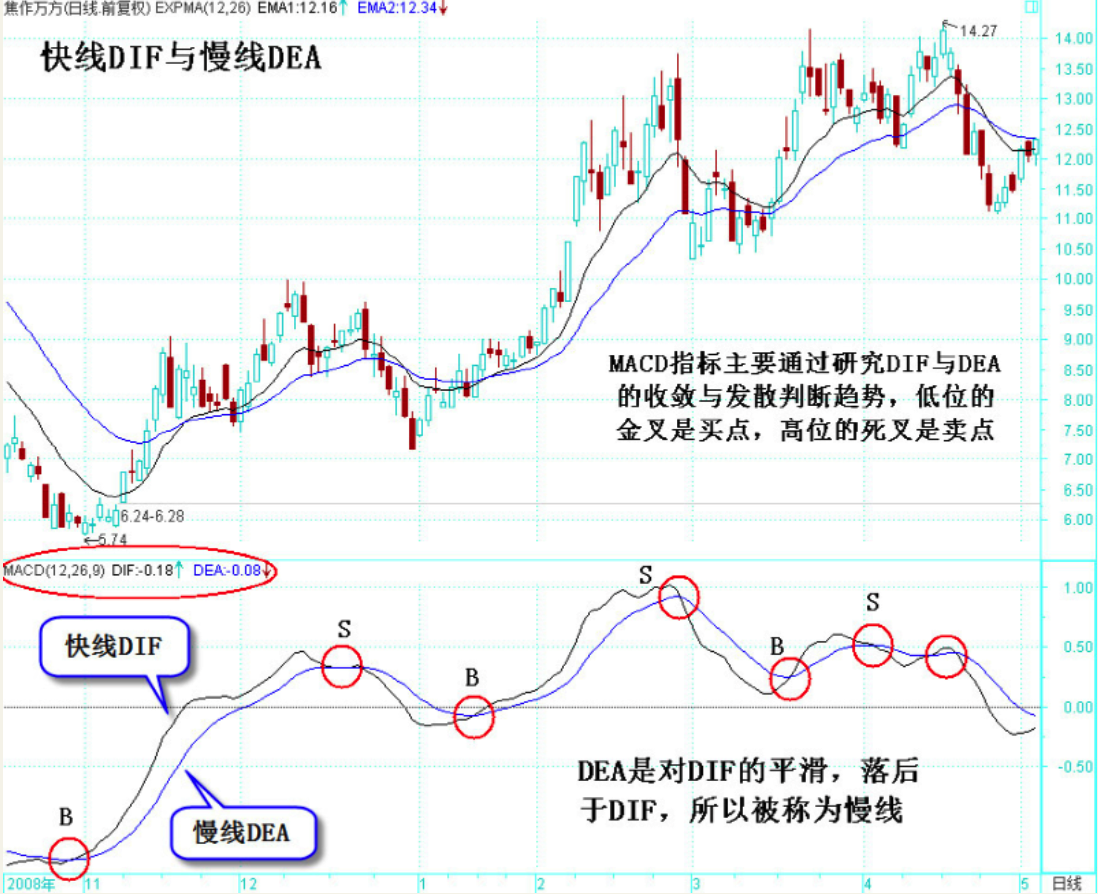 焦作万方(日线.前复权) EXPMA(12,26) EMA1:12.16↑ EMA2:12.34↓
快线DIF与慢线DEA
14.27
14.00
13.50
13.00
12.50
12.00
11.50
11.00
10.50
10.00
9.50
9.00
8.50
8.00
7.50
7.00
6.50
6.00
MACD指标主要通过研究DIF与DEA
的收敛与发散判断趋势，低位的
金叉是买点，高位的死叉是卖点
6.24-6.28
←5.74
MACD(12,26,9) DIF:-0.18↑ DEA:-0.08↓
快线DIF
S
B
S
B
S
B
慢线DEA
1.00
0.50
0.00
-0.50
DEA是对DIF的平滑，落后
于DIF，所以被称为慢线
2008年 11 12 1 2 3 4 5 日线